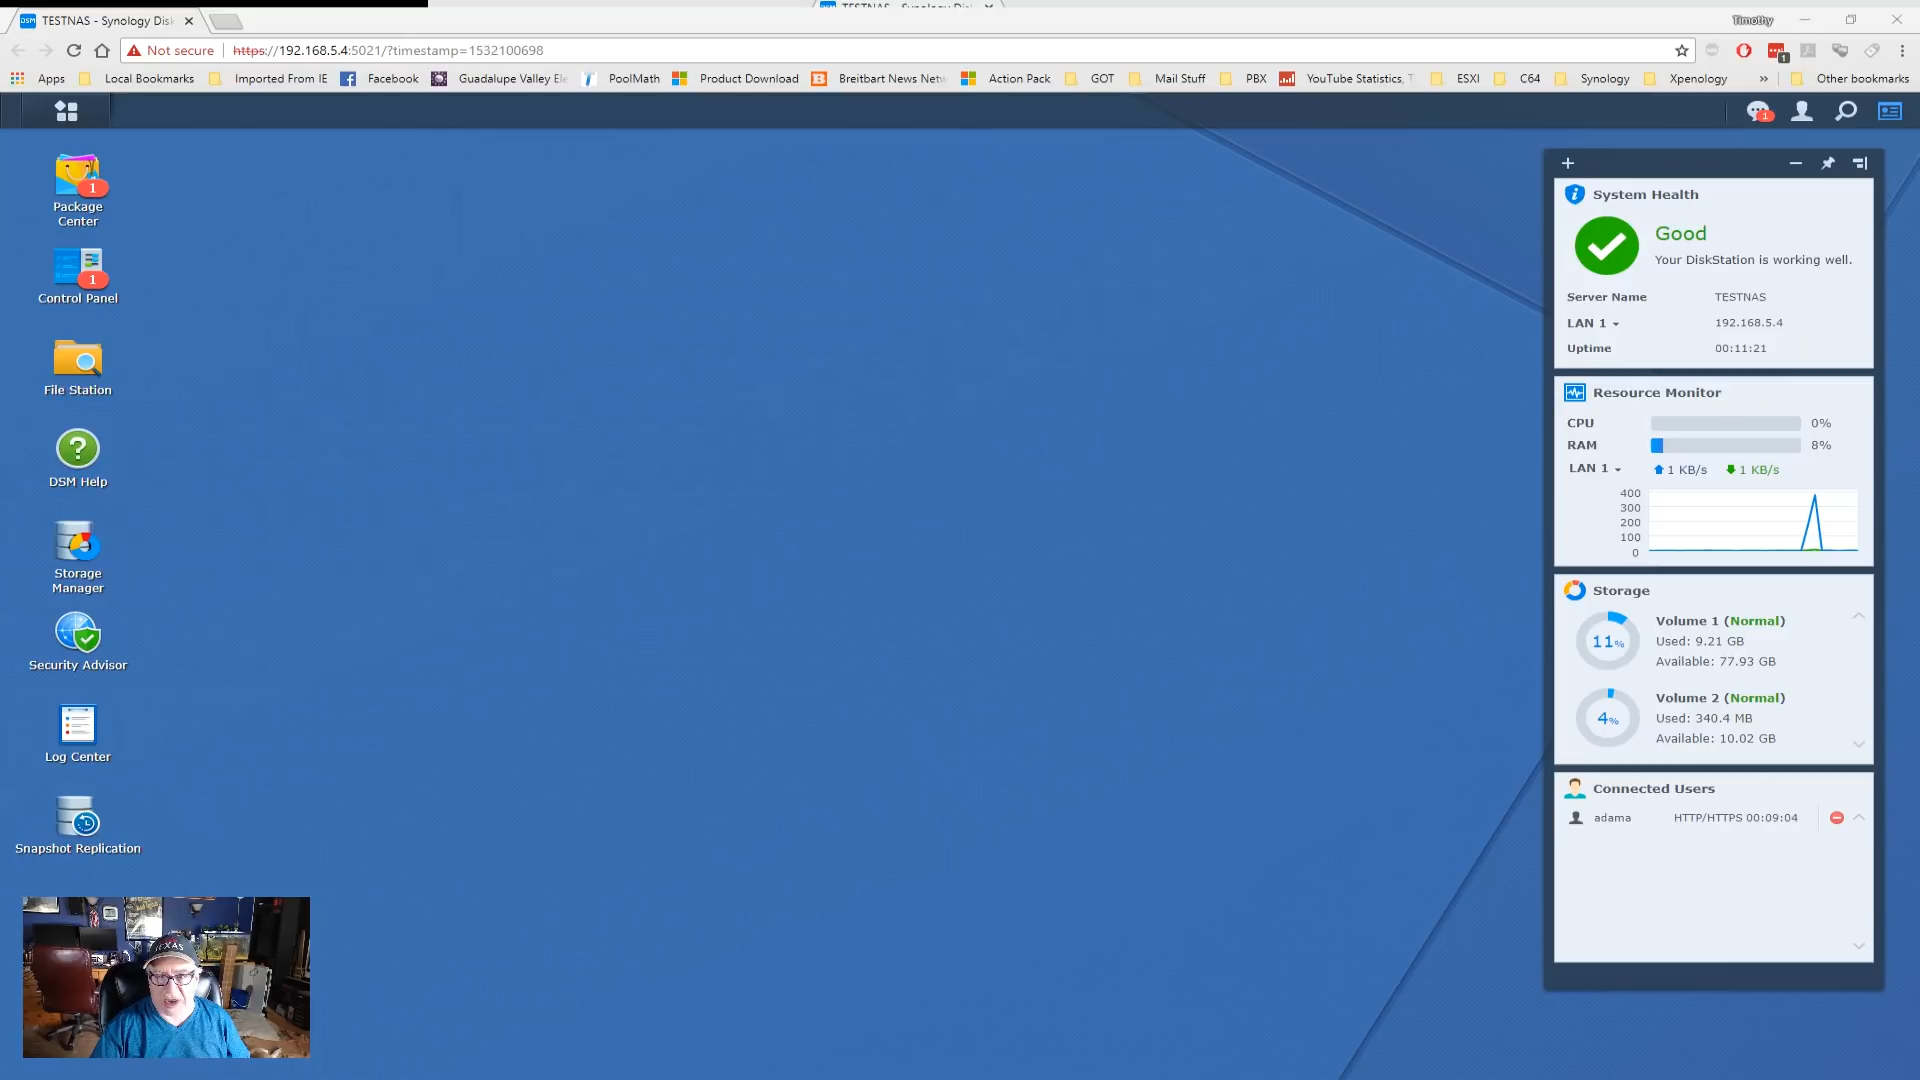 TESTNAS - Synology Dis
TESTNAS - Synology Disk
Timothy
Not secure
https://192.168.5.4:5021/?timestamp=1532100698
1
Apps
Local Bookmarks
Imported From IE
Facebook
Guadalupe Valley Ele
PoolMath
Product Download
Breitbart News Netw
Action Pack
GOT
Mail Stuff
PBX
YouTube Statistics, T
ESXI
C64
Synology
Xpenology
»
Other bookmarks
1
1
Package
Center
1
Control Panel
File Station
DSM Help
Storage
Manager
Security Advisor
Log Center
Snapshot Replication
TEXAS
System Health
Good
Your DiskStation is working well.
Server Name TESTNAS
LAN 1 192.168.5.4
Uptime 00:11:21
Resource Monitor
CPU 0%
RAM 8%
LAN 1 1 KB/s 1 KB/s
400
300
200
100
0
Storage
11%
Volume 1 (Normal)
Used: 9.21 GB
Available: 77.93 GB
4%
Volume 2 (Normal)
Used: 340.4 MB
Available: 10.02 GB
Connected Users
adama HTTP/HTTPS 00:09:04